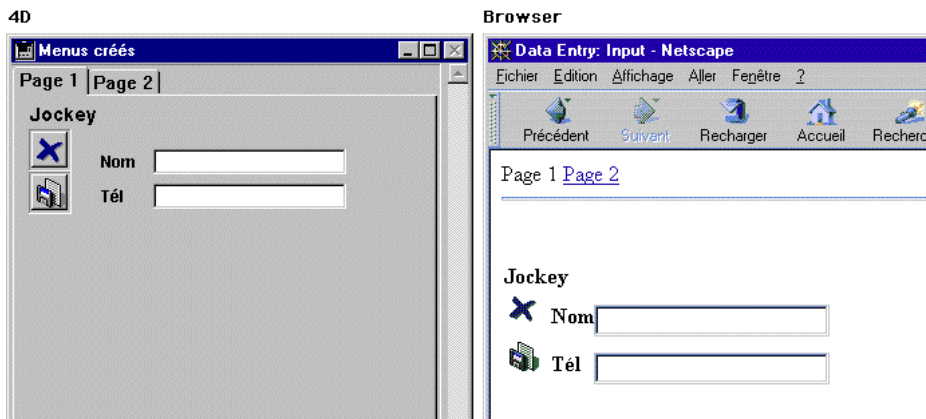 4D
Menus créés
Page 1 Page 2
Jockey
Nom
Tél
Browser
Data Entry: Input - Netscape
Fichier Edition Affichage Aller Fenêtre ?
Précédent Suivant Recharger Accueil Recherc
Page 1 Page 2
Jockey
Nom
Tél